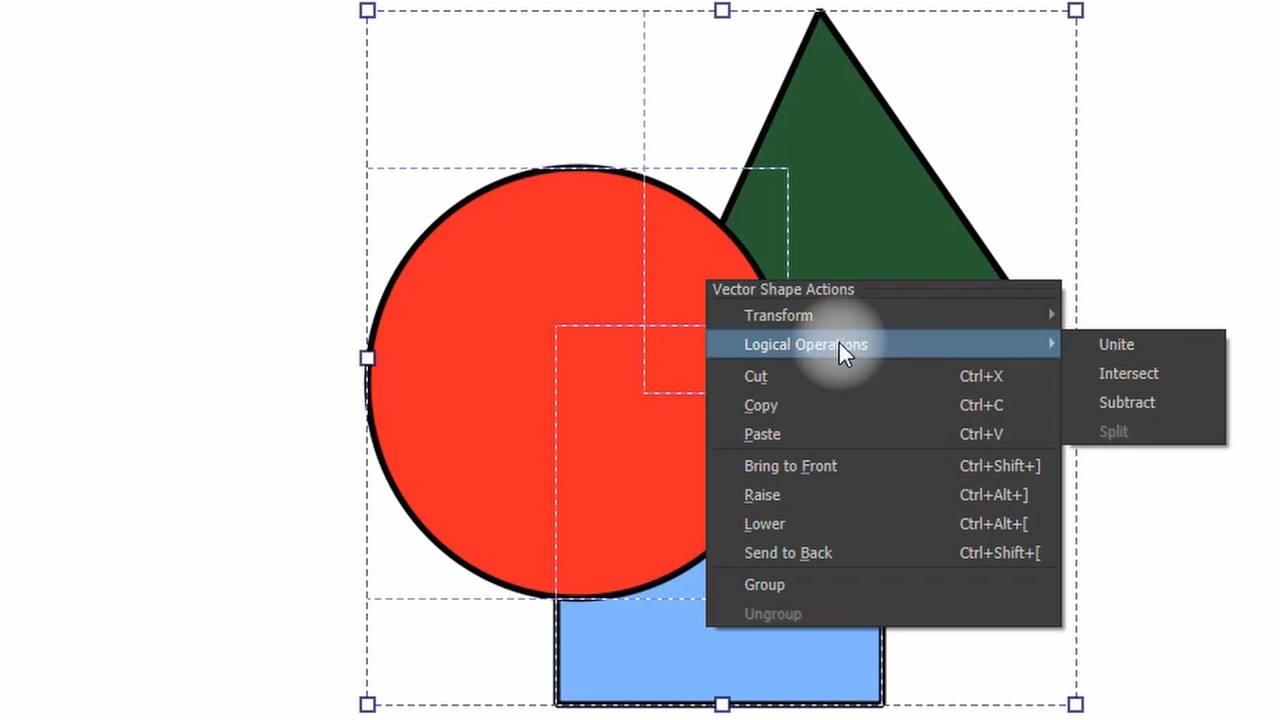 Vector Shape Actions
Transform
Logical Operations
Unite
Cut Ctrl+X
Intersect
Copy Ctrl+C
Subtract
Paste Ctrl+V
Split
Bring to Front Ctrl+Shift+]
Raise Ctrl+Alt+]
Lower Ctrl+Alt+[
Send to Back Ctrl+Shift+[
Group
Ungroup